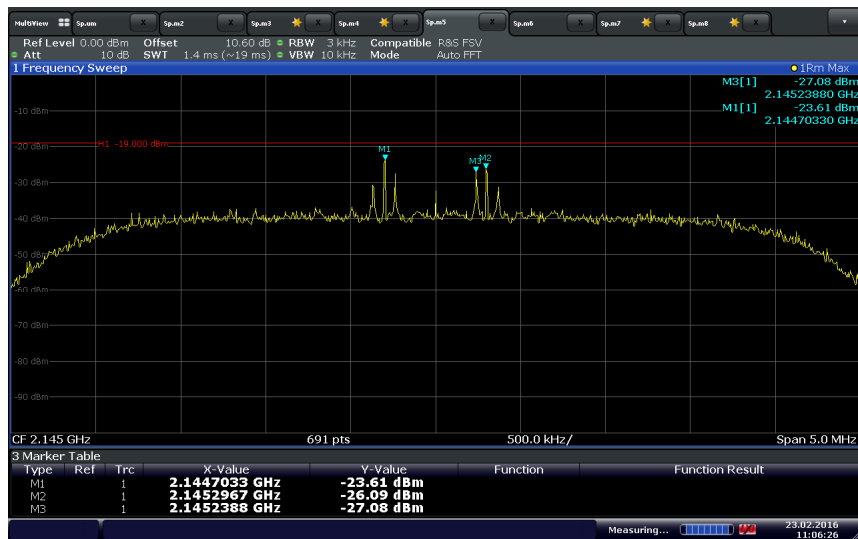 MultiView Sp.um X Sp.m2 X Sp.m3 X Sp.m4 X Sp.m5 X Sp.m6 X Sp.m7 X Sp.m8 X
Ref Level 0.00 dBm Offset 10.60 dB RBW 3 kHz Compatible R&S FSV
Att 10 dB SWT 1.4 ms (~19 ms) VBW 10 kHz Mode Auto FFT
1 Frequency Sweep 1Rm Max
M3[1] -27.08 dBm
2.14523880 GHz
M1[1] -23.61 dBm
2.14470330 GHz
-10 dBm
-20 dBm
H1 -19.000 dBm
M1
M3 M2
-30 dBm
-40 dBm
-50 dBm
-60 dBm
-70 dBm
-80 dBm
-90 dBm
CF 2.145 GHz 691 pts 500.0 kHz/ Span 5.0 MHz
3 Marker Table
Type Ref Trc X-Value Y-Value Function Function Result
M1 1 2.1447033 GHz -23.61 dBm
M2 1 2.1452967 GHz -26.09 dBm
M3 1 2.1452388 GHz -27.08 dBm
Measuring... 23.02.2016
11:06:26